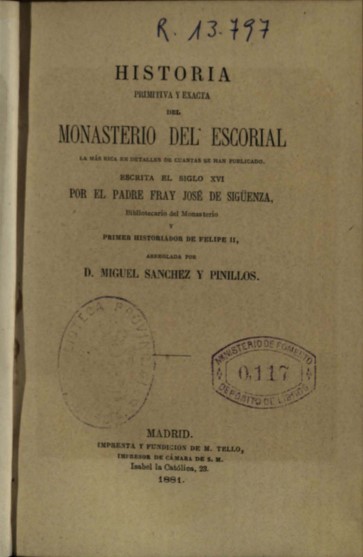 R. 13.797
HISTORIA
PRIMITIVA Y EXACTA
DEL
MONASTERIO DEL ESCORIAL
LA MÁS RICA EN DETALLES DE CUANTAS SE HAN PUBLICADO.
ESCRITA EL SIGLO XVI
POR EL PADRE FRAY JOSÉ DE SIGÜENZA,
Bibliotecario del Monasterio
Y
PRIMER HISTORIADOR DE FELIPE II,
ARREGLADA POR
D. MIGUEL SANCHEZ Y PINILLOS.
MINISTERIO DE FOMENTO
0.117
DEPÓSITO DE LIBROS
MADRID.
IMPRENTA Y FUNDICION DE M. TELLO,
IMPRESOR DE CÁMARA DE S. M.
Isabel la Católica, 23.
1881.